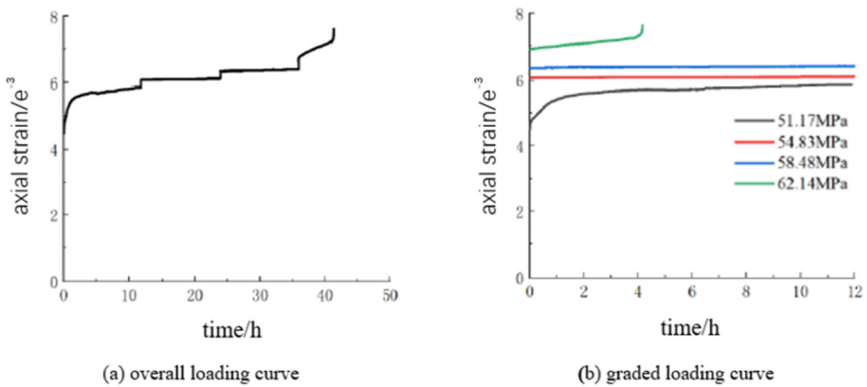 axial strain/e⁻³
8
6
4
2
0
0 10 20 30 40 50
time/h
(a) overall loading curve
axial strain/e⁻³
8
6
4
2
0
51.17MPa
54.83MPa
58.48MPa
62.14MPa
0 2 4 6 8 10 12
time/h
(b) graded loading curve